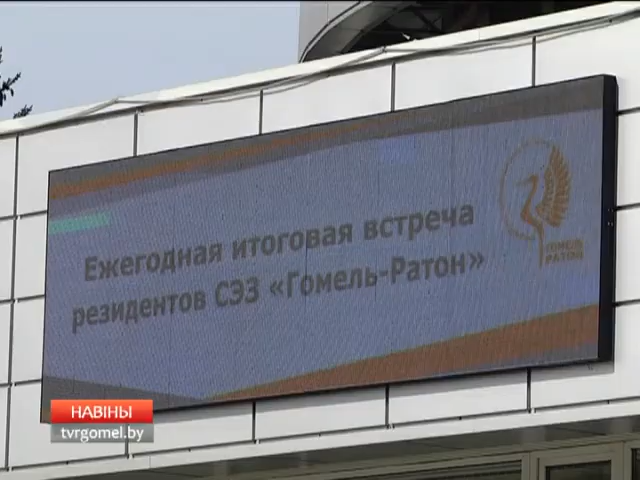 Ежегодная итоговая встреча
резидентов СЭЗ «Гомель-Ратон»
ГОМЕЛЬ
РАТОН
НАВІНЫ
tvrgomel.by